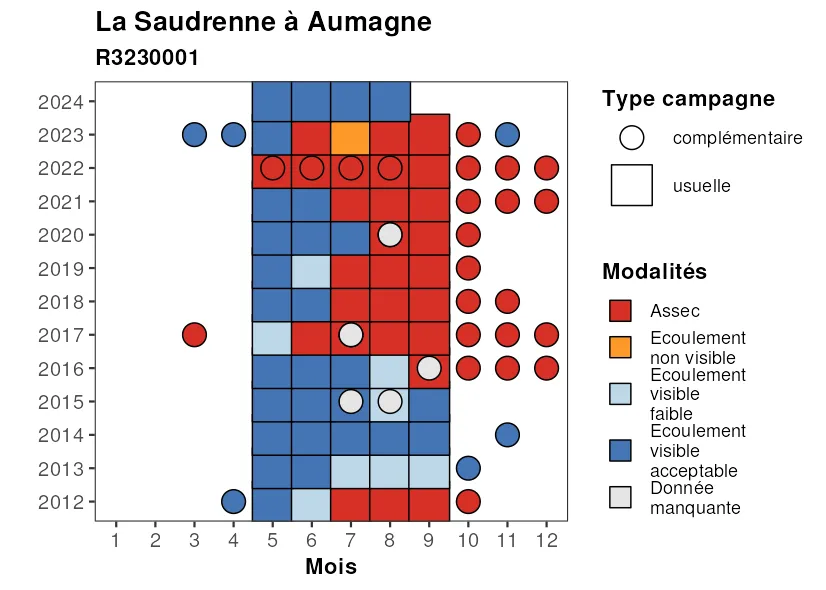 La Saudrenne à Aumagne
R3230001
2024
2023
2022
2021
2020
2019
2018
2017
2016
2015
2014
2013
2012
1 2 3 4 5 6 7 8 9 10 11 12
Mois
Type campagne
complémentaire
usuelle
Modalités
Assec
Ecoulement
non visible
Ecoulement
visible
faible
Ecoulement
visible
acceptable
Donnée
manquante